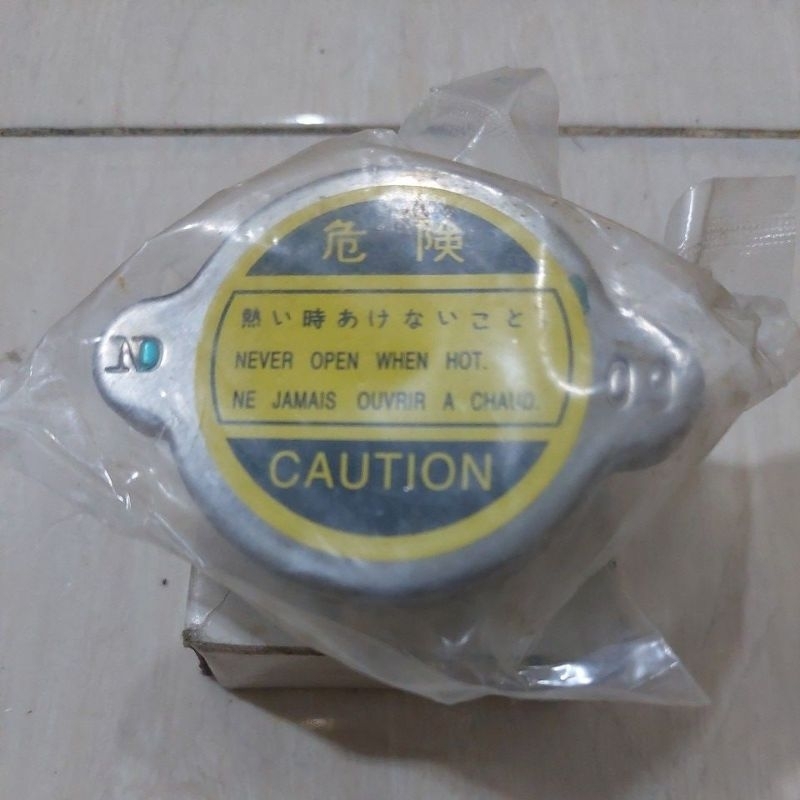 危険
熱い時あけないこと
NEVER OPEN WHEN HOT.
NE JAMAIS OUVRIR A CHAUD.
CAUTION
ND